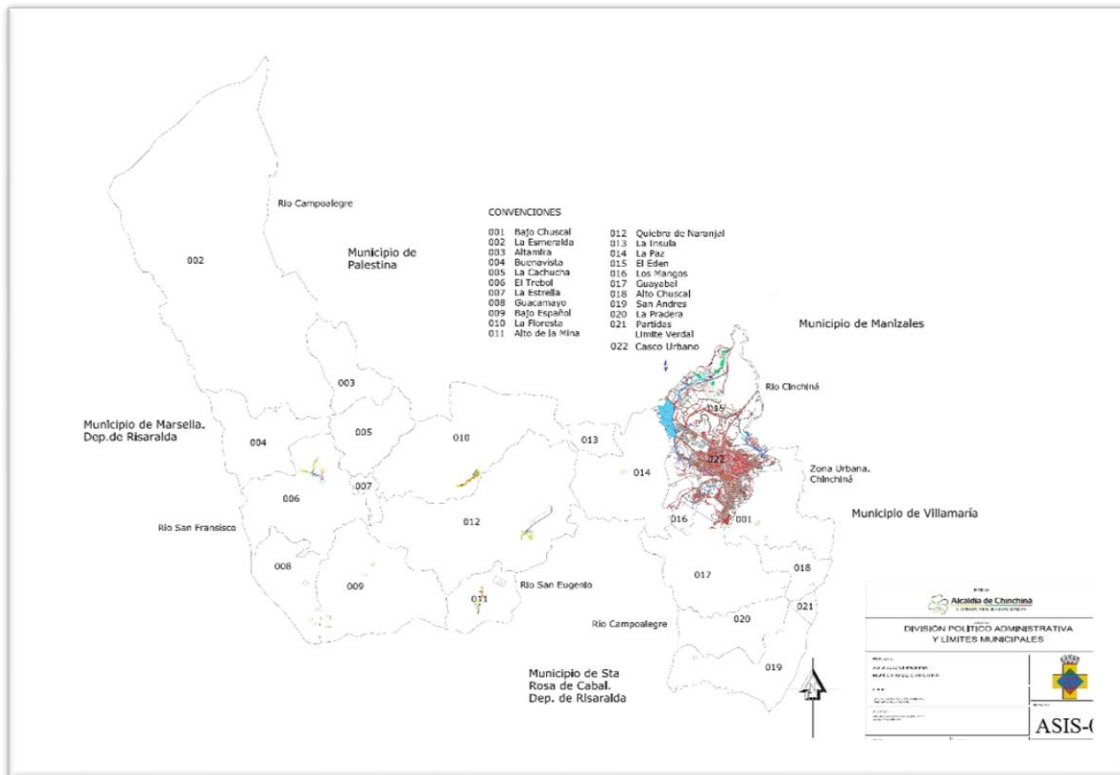 Rio Campoalegre
002
Municipio de
Palestina
CONVENCIONES
001 Bajo Chuscal
002 La Esmeralda
003 Altamira
004 Buenavista
005 La Cachucha
006 El Trebol
007 La Estrella
008 Guacamayo
009 Bajo Español
010 La Floresta
011 Alto de la Mina
012 Quiebra de Naranjal
013 La Insula
014 La Paz
015 El Eden
016 Los Mangos
017 Guayabal
018 Alto Chuscal
019 San Andres
020 La Pradera
021 Partidas
Limite Verdal
022 Casco Urbano
Municipio de Manizales
003
Rio Cinchiná
015
Municipio de Marsella.
Dep.de Risaralda
004
005
010
013
014
022
Zona Urbana.
Chinchiná
006
007
012
016
001
Municipio de Villamaría
Río San Fransisco
008
009
011
Rio San Eugenio
017
018
021
Río Campoalegre
020
019
Municipio de Sta
Rosa de Cabal.
Dep. de Risaralda
Alcaldía de Chinchiná
DIVISIÓN POLÍTICO ADMINISTRATIVA
Y LÍMITES MUNICIPALES
ASIS-